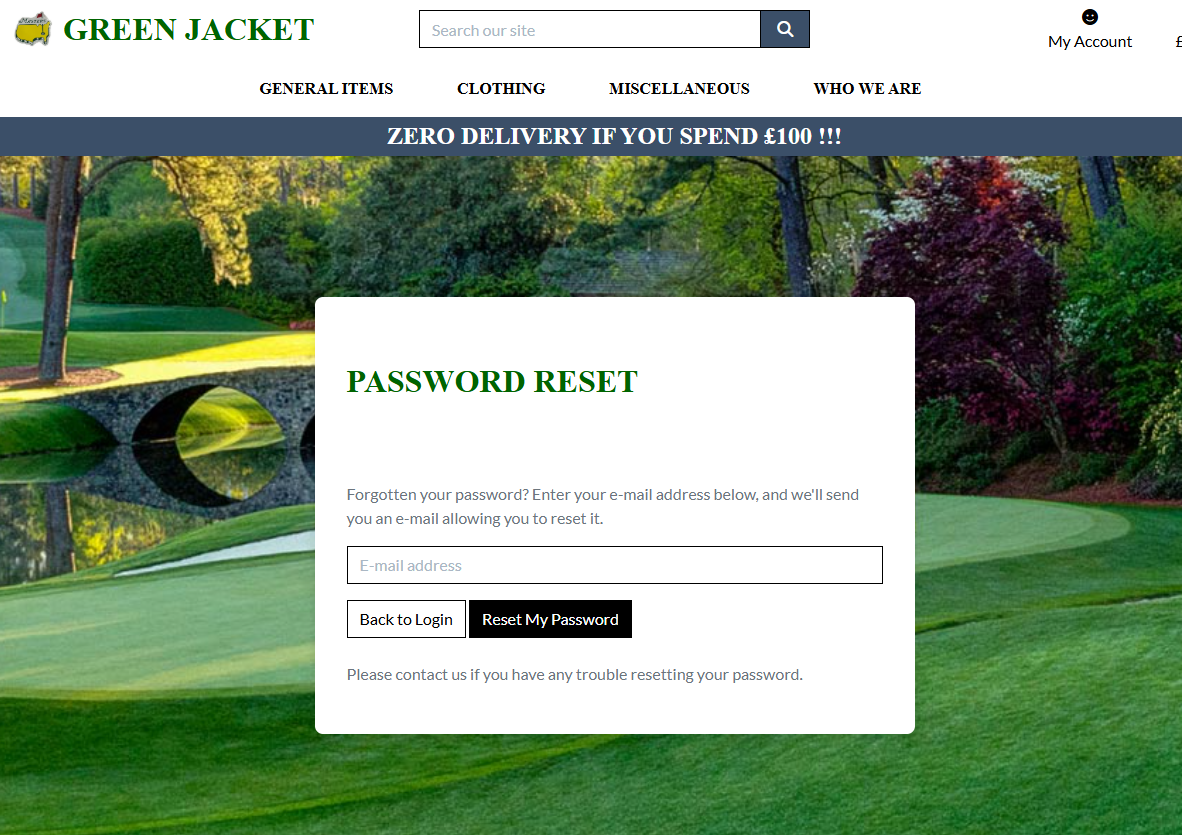 GREEN JACKET
Search our site
My Account
£
GENERAL ITEMS
CLOTHING
MISCELLANEOUS
WHO WE ARE
ZERO DELIVERY IF YOU SPEND £100 !!!
PASSWORD RESET
Forgotten your password? Enter your e-mail address below, and we'll send
you an e-mail allowing you to reset it.
E-mail address
Back to Login
Reset My Password
Please contact us if you have any trouble resetting your password.